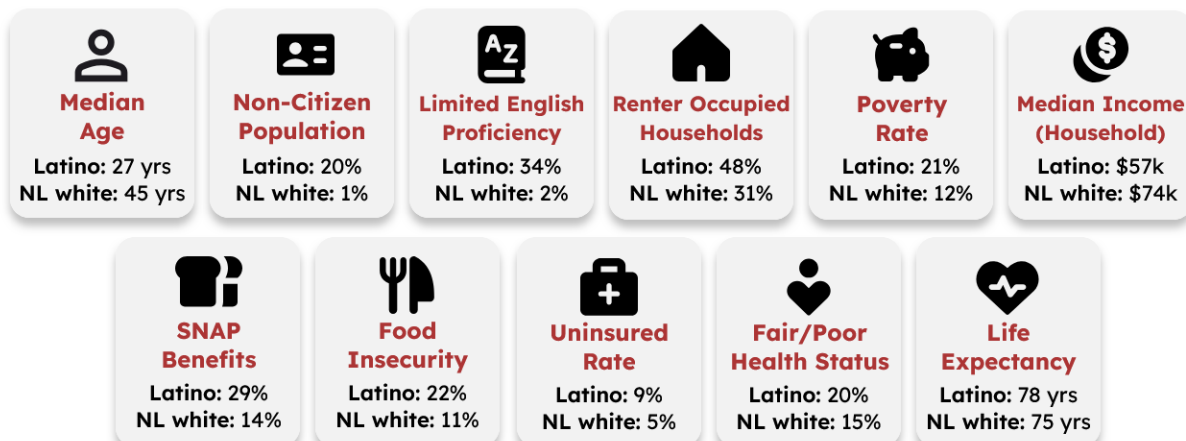 AZ
$
Median
Age
Latino: 27 yrs
NL white: 45 yrs
Non-Citizen
Population
Latino: 20%
NL white: 1%
Limited English
Proficiency
Latino: 34%
NL white: 2%
Renter Occupied
Households
Latino: 48%
NL white: 31%
Poverty
Rate
Latino: 21%
NL white: 12%
Median Income
(Household)
Latino: $57k
NL white: $74k
SNAP
Benefits
Latino: 29%
NL white: 14%
Food
Insecurity
Latino: 22%
NL white: 11%
Uninsured
Rate
Latino: 9%
NL white: 5%
Fair/Poor
Health Status
Latino: 20%
NL white: 15%
Life
Expectancy
Latino: 78 yrs
NL white: 75 yrs